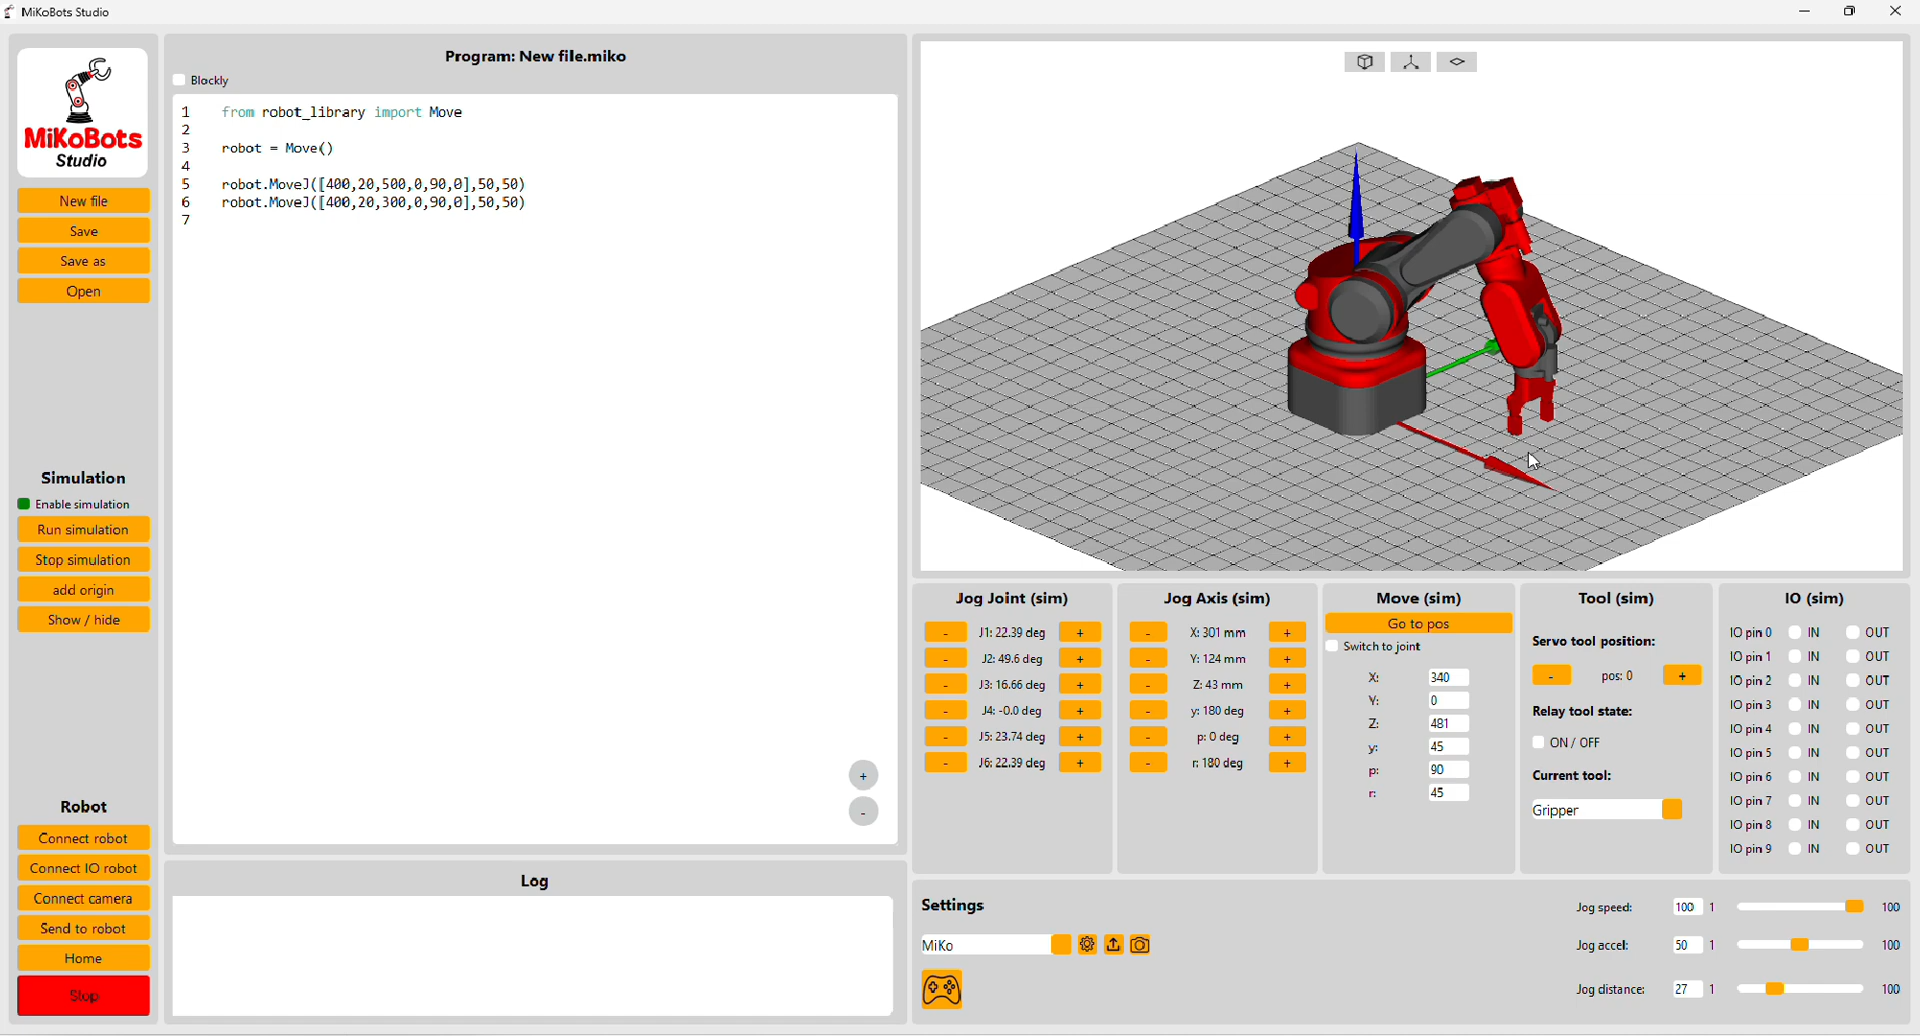 MiKoBots Studio
MiKoBots
Studio
New file
Save
Save as
Open
Simulation
Enable simulation
Run simulation
Stop simulation
add origin
Show / hide
Robot
Connect robot
Connect IO robot
Connect camera
Send to robot
Home
Stop
Program: New file.miko
Blockly
1 from robot_library import Move
2
3 robot = Move()
4
5 robot.MoveJ([400,20,500,0,90,0],50,50)
6 robot.MoveJ([400,20,300,0,90,0],50,50)
7
+
-
Log
Jog Joint (sim)
- J1: 22.39 deg +
- J2: 49.6 deg +
- J3: 16.66 deg +
- J4: -0.0 deg +
- J5: 23.74 deg +
- J6: 22.39 deg +
Jog Axis (sim)
- X: 301 mm +
- Y: 124 mm +
- Z: 43 mm +
- y: 180 deg +
- p: 0 deg +
- r: 180 deg +
Move (sim)
Go to pos
Switch to joint
X: 340
Y: 0
Z: 481
y: 45
p: 90
r: 45
Tool (sim)
Servo tool position:
- pos: 0 +
Relay tool state:
ON / OFF
Current tool:
Gripper
IO (sim)
IO pin 0 IN OUT
IO pin 1 IN OUT
IO pin 2 IN OUT
IO pin 3 IN OUT
IO pin 4 IN OUT
IO pin 5 IN OUT
IO pin 6 IN OUT
IO pin 7 IN OUT
IO pin 8 IN OUT
IO pin 9 IN OUT
Settings
MiKo
Jog speed: 100 1 100
Jog accel: 50 1 100
Jog distance: 27 1 100